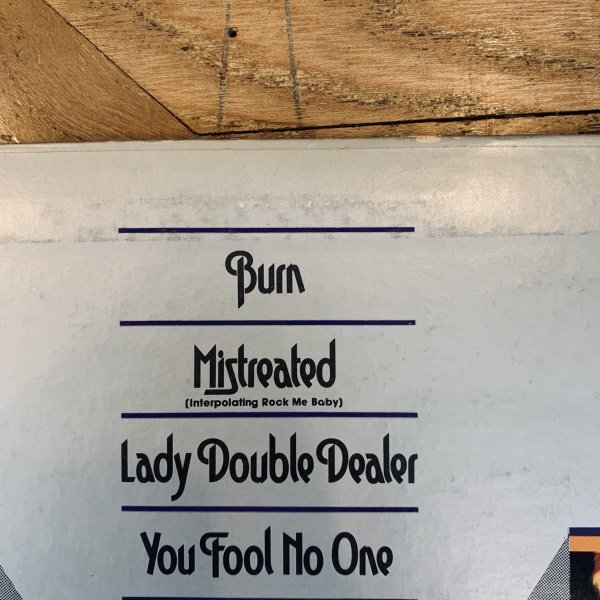 Burn
Mistreated
(Interpolating Rock Me Baby)
Lady Double Dealer
You Fool No One